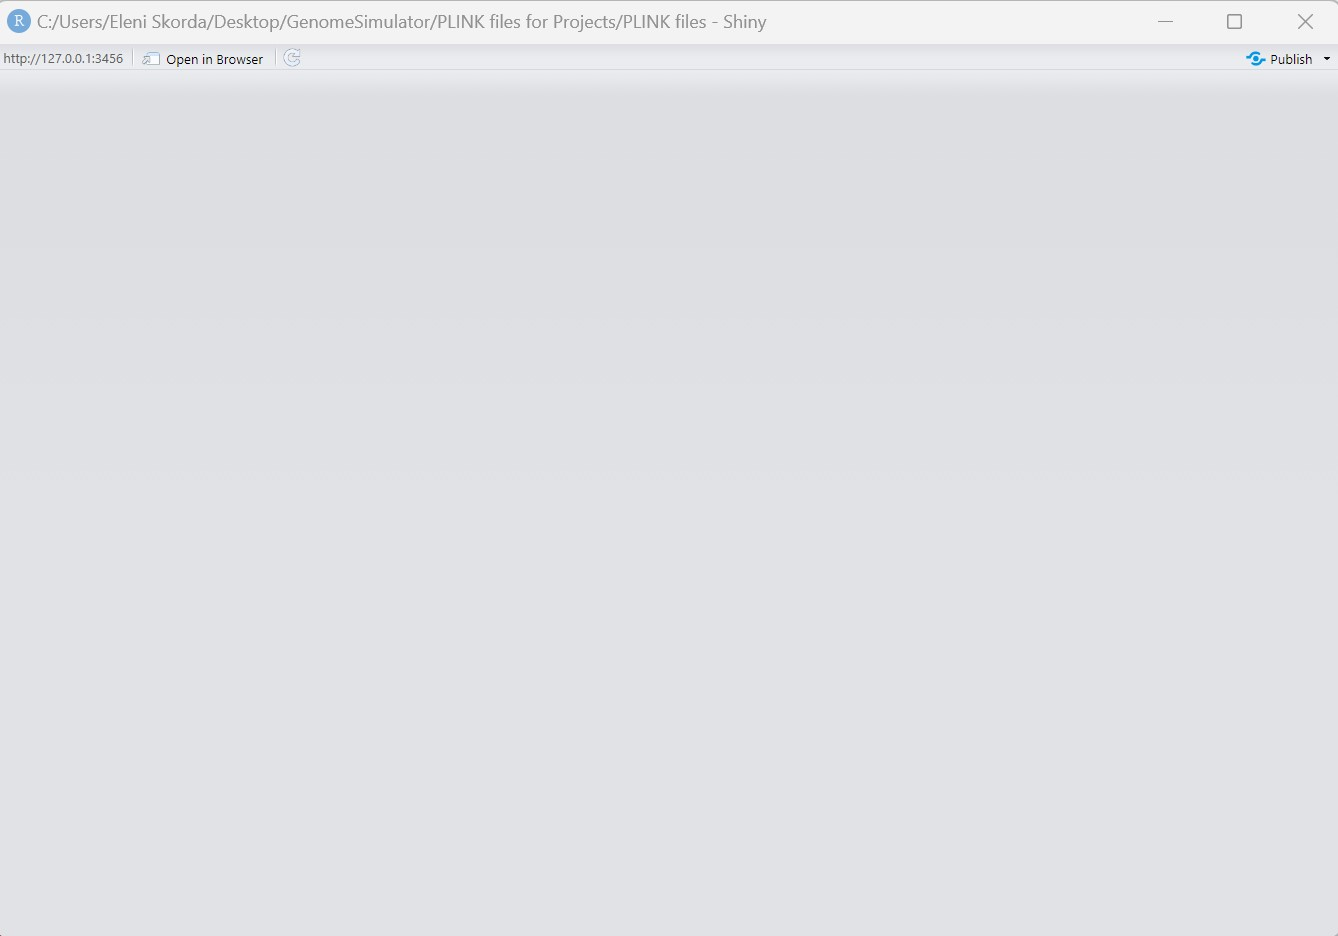 R C:/Users/Eleni Skorda/Desktop/GenomeSimulator/PLINK files for Projects/PLINK files - Shiny
http://127.0.0.1:3456 Open in Browser Publish